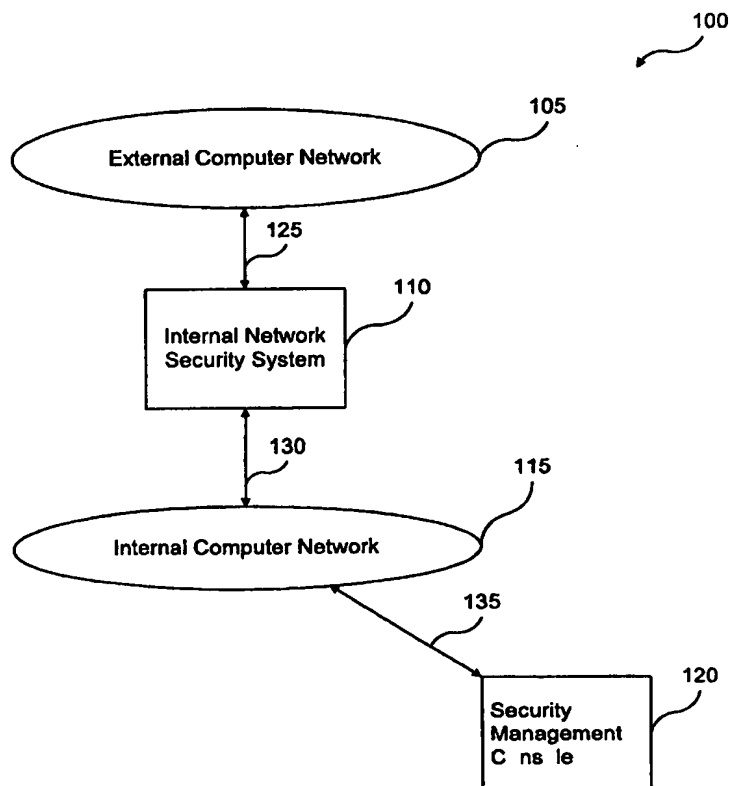 100
105
External Computer Network
125
110
Internal Network
Security System
130
115
Internal Computer Network
135
120
Security
Management
C ns le